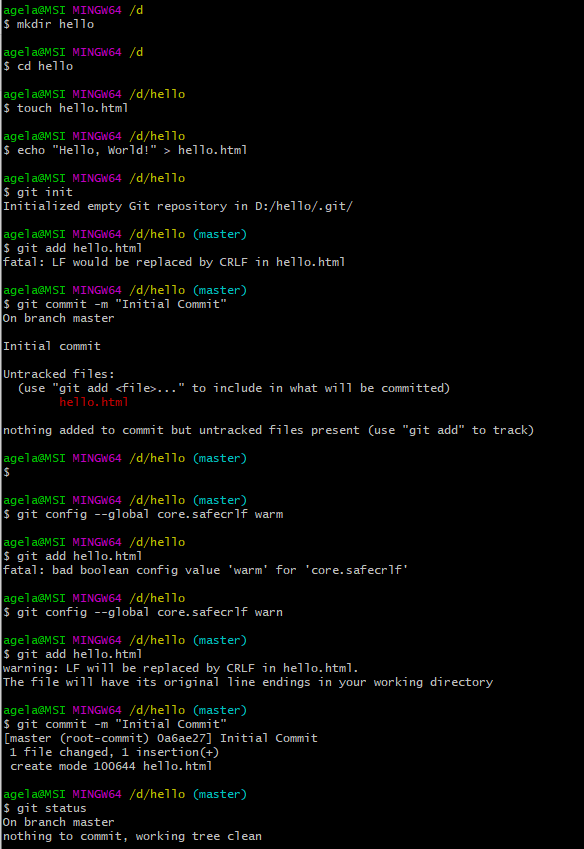 agela@MSI MINGW64 /d
$ mkdir hello
agela@MSI MINGW64 /d
$ cd hello
agela@MSI MINGW64 /d/hello
$ touch hello.html
agela@MSI MINGW64 /d/hello
$ echo "Hello, World!" > hello.html
agela@MSI MINGW64 /d/hello
$ git init
Initialized empty Git repository in D:/hello/.git/
agela@MSI MINGW64 /d/hello (master)
$ git add hello.html
fatal: LF would be replaced by CRLF in hello.html
agela@MSI MINGW64 /d/hello (master)
$ git commit -m "Initial Commit"
On branch master
Initial commit
Untracked files:
  (use "git add <file>..." to include in what will be committed)
        hello.html
nothing added to commit but untracked files present (use "git add" to track)
agela@MSI MINGW64 /d/hello (master)
$
agela@MSI MINGW64 /d/hello (master)
$ git config --global core.safecrlf warm
agela@MSI MINGW64 /d/hello
$ git add hello.html
fatal: bad boolean config value 'warm' for 'core.safecrlf'
agela@MSI MINGW64 /d/hello
$ git config --global core.safecrlf warn
agela@MSI MINGW64 /d/hello (master)
$ git add hello.html
warning: LF will be replaced by CRLF in hello.html.
The file will have its original line endings in your working directory
agela@MSI MINGW64 /d/hello (master)
$ git commit -m "Initial Commit"
[master (root-commit) 0a6ae27] Initial Commit
 1 file changed, 1 insertion(+)
 create mode 100644 hello.html
agela@MSI MINGW64 /d/hello (master)
$ git status
On branch master
nothing to commit, working tree clean